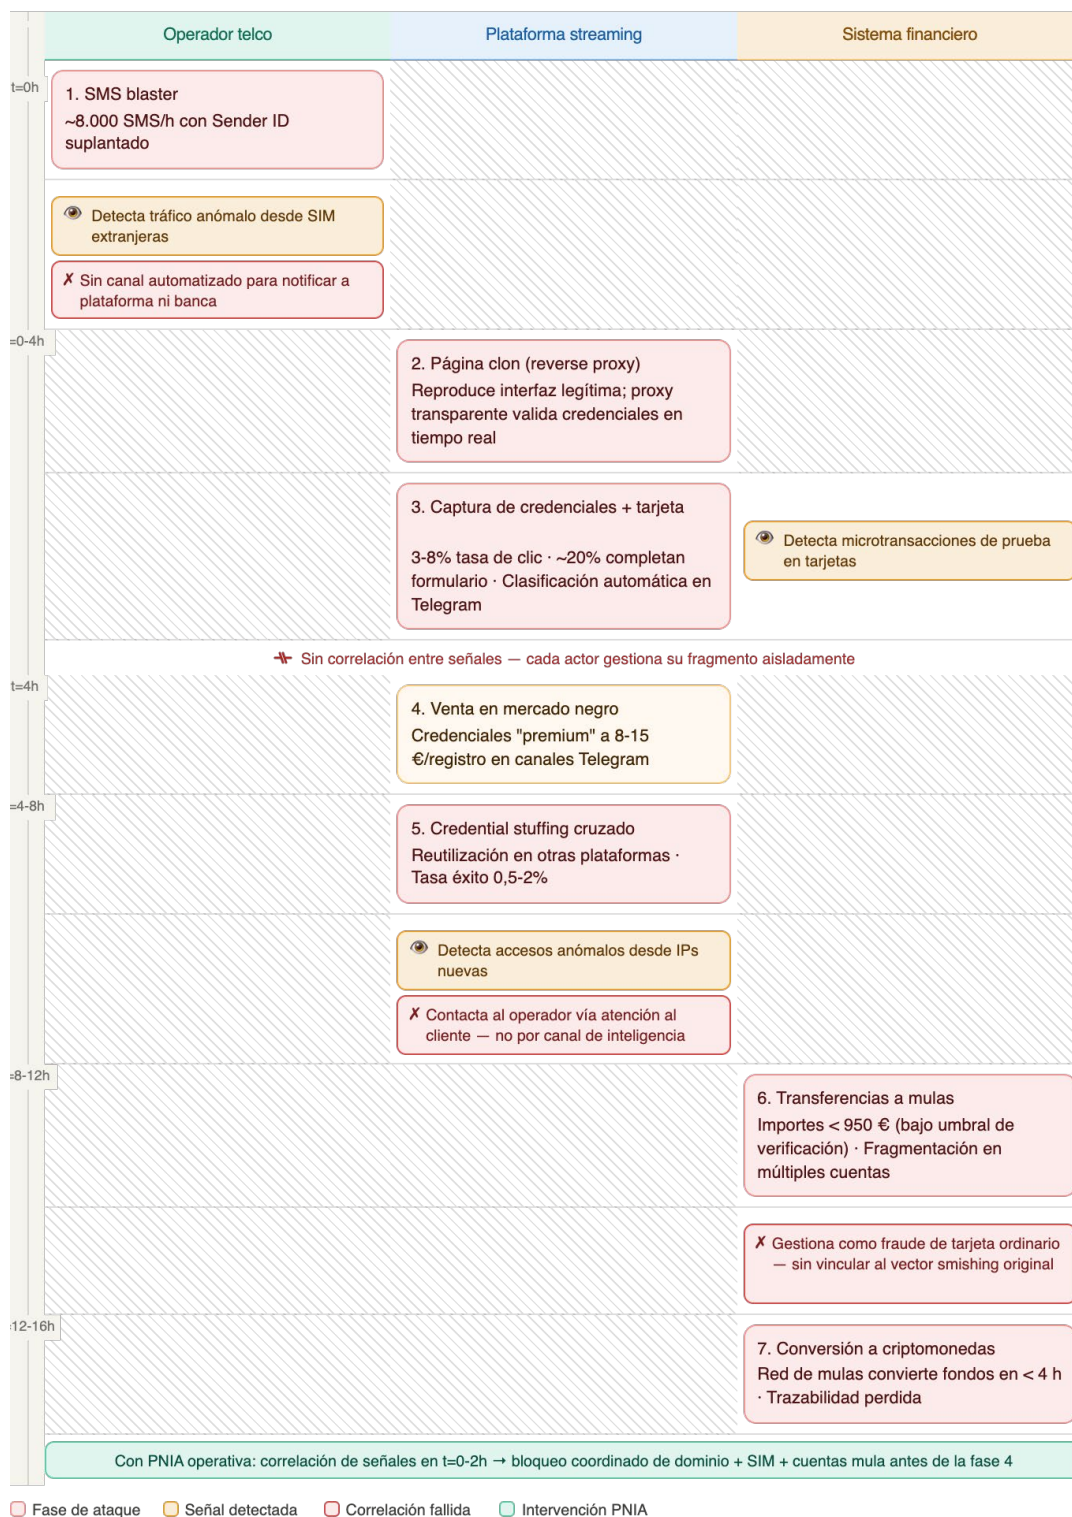 Operador telco
Plataforma streaming
Sistema financiero
t=0h
1. SMS blaster
~8.000 SMS/h con Sender ID
suplantado
Detecta tráfico anómalo desde SIM
extranjeras
✗ Sin canal automatizado para notificar a
plataforma ni banca
=0-4h
2. Página clon (reverse proxy)
Reproduce interfaz legítima; proxy
transparente valida credenciales en
tiempo real
3. Captura de credenciales + tarjeta
3-8% tasa de clic · ~20% completan
formulario · Clasificación automática en
Telegram
Detecta microtransacciones de prueba
en tarjetas
Sin correlación entre señales — cada actor gestiona su fragmento aisladamente
t=4h
4. Venta en mercado negro
Credenciales "premium" a 8-15
€/registro en canales Telegram
=4-8h
5. Credential stuffing cruzado
Reutilización en otras plataformas ·
Tasa éxito 0,5-2%
Detecta accesos anómalos desde IPs
nuevas
✗ Contacta al operador vía atención al
cliente — no por canal de inteligencia
=8-12h
6. Transferencias a mulas
Importes < 950 € (bajo umbral de
verificación) · Fragmentación en
múltiples cuentas
✗ Gestiona como fraude de tarjeta ordinario
— sin vincular al vector smishing original
=12-16h
7. Conversión a criptomonedas
Red de mulas convierte fondos en < 4 h
· Trazabilidad perdida
Con PNIA operativa: correlación de señales en t=0-2h → bloqueo coordinado de dominio + SIM + cuentas mula antes de la fase 4
Fase de ataque
Señal detectada
Correlación fallida
Intervención PNIA